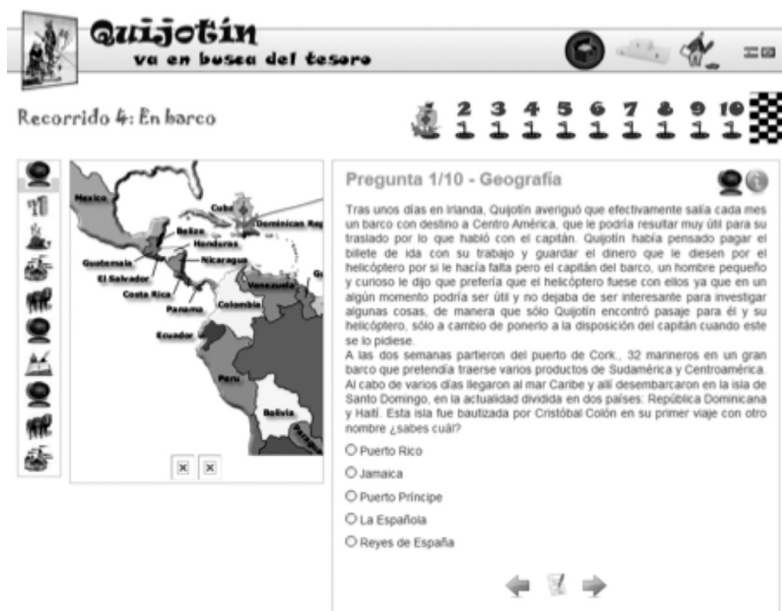 Quijotín
va en busca del tesoro
Recorrido 4: En barco
2 3 4 5 6 7 8 9 10
1 1 1 1 1 1 1 1 1
Mexico
Cuba
Dominican Rep
Belize
Honduras
Guatemala
Nicaragua
El Salvador
Costa Rica
Panama
Venezuela
Colombia
Ecuador
Peru
Bolivia
Pregunta 1/10 - Geografía
Tras unos días en Irlanda, Quijotín averiguó que efectivamente salía cada mes
un barco con destino a Centro América, que le podría resultar muy útil para su
traslado por lo que habló con el capitán. Quijotín había pensado pagar el
billete de ida con su trabajo y guardar el dinero que le diesen por el
helicóptero por si le hacía falta pero el capitán del barco, un hombre pequeño
y curioso le dijo que prefería que el helicóptero fuese con ellos ya que en un
algún momento podría ser útil y no dejaba de ser interesante para investigar
algunas cosas, de manera que sólo Quijotín encontró pasaje para él y su
helicóptero, sólo a cambio de ponerlo a la disposición del capitán cuando este
se lo pidiese.
A las dos semanas partieron del puerto de Cork., 32 marineros en un gran
barco que pretendía traerse varios productos de Sudamérica y Centroamérica.
Al cabo de varios días llegaron al mar Caribe y allí desembarcaron en la isla de
Santo Domingo, en la actualidad dividida en dos países: República Dominicana
y Haití. Esta isla fue bautizada por Cristóbal Colón en su primer viaje con otro
nombre ¿sabes cuál?
Puerto Rico
Jamaica
Puerto Príncipe
La Española
Reyes de España